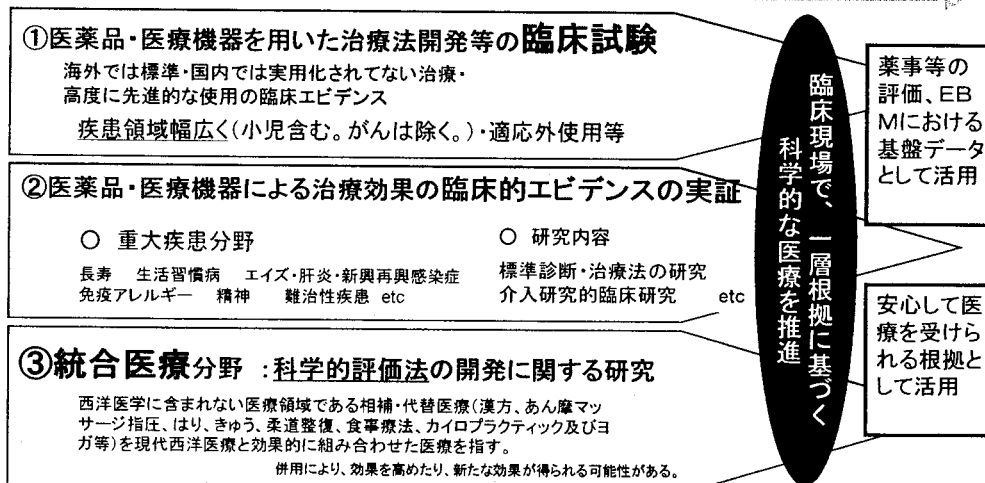 ①医薬品・医療機器を用いた治療法開発等の臨床試験
海外では標準・国内では実用化されてない治療・
高度に先進的な使用の臨床エビデンス
疾患領域幅広く(小児含む。がんは除く。)・適応外使用等
②医薬品・医療機器による治療効果の臨床的エビデンスの実証
○ 重大疾患分野
長寿 生活習慣病 エイズ・肝炎・新興再興感染症
免疫アレルギー 精神 難治性疾患 etc
○ 研究内容
標準診断・治療法の研究
介入研究的臨床研究 etc
③統合医療分野 :科学的評価法の開発に関する研究
西洋医学に含まれない医療領域である相補・代替医療(漢方、あん摩マッ
サージ指圧、はり、きゅう、柔道整復、食事療法、カイロプラクティック及びヨ
ガ等)を現代西洋医療と効果的に組み合わせた医療を指す。
併用により、効果を高めたり、新たな効果が得られる可能性がある。
臨床現場で、一層根拠に基づく
科学的な医療を推進
薬事等の
評価、EB
Mにおける
基盤データ
として活用
安心して医
療を受けら
れる根拠と
して活用